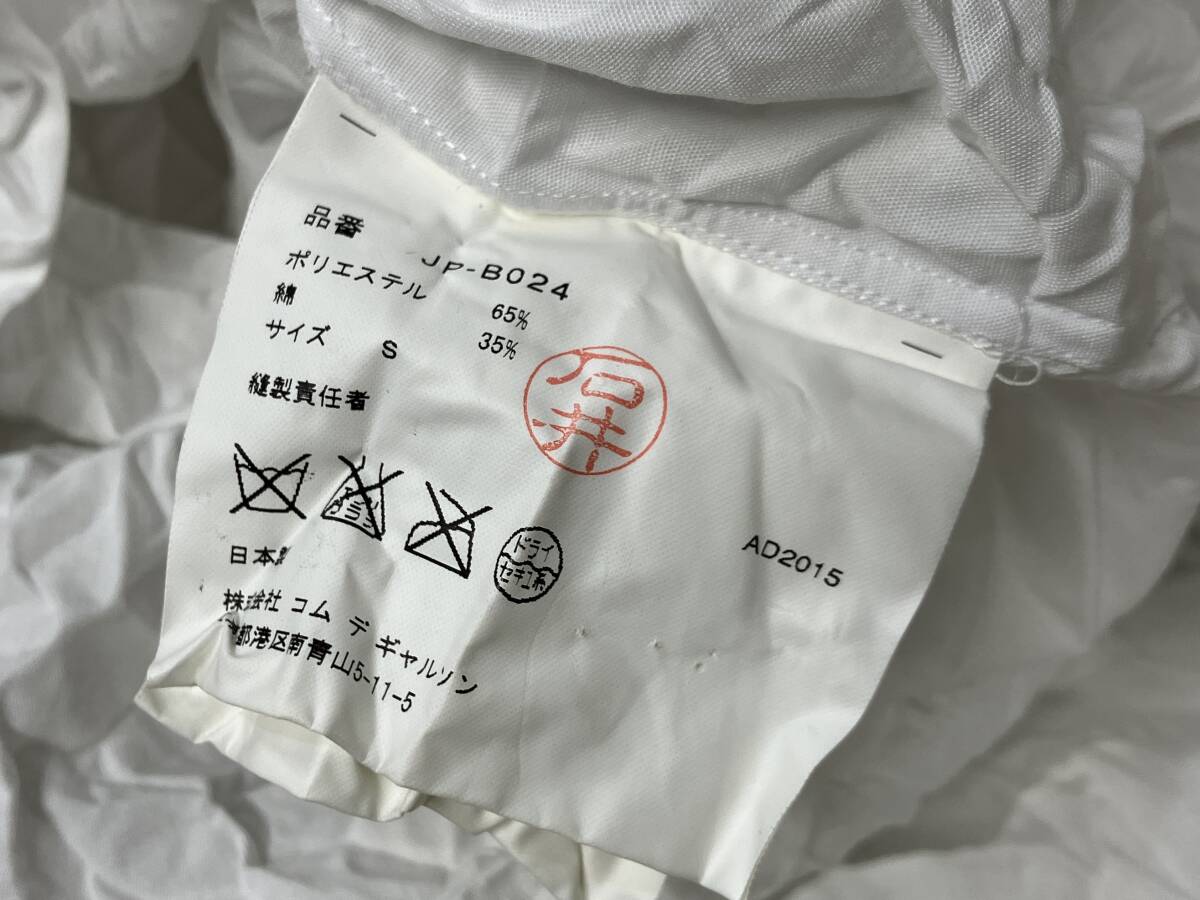 品番 JP-B024
ポリエステル 65%
綿 35%
サイズ S
縫製責任者
石井
ドライ
セキユ系
日本製
AD2015
株式会社 コム デ ギャルソン
都港区南青山5-11-5